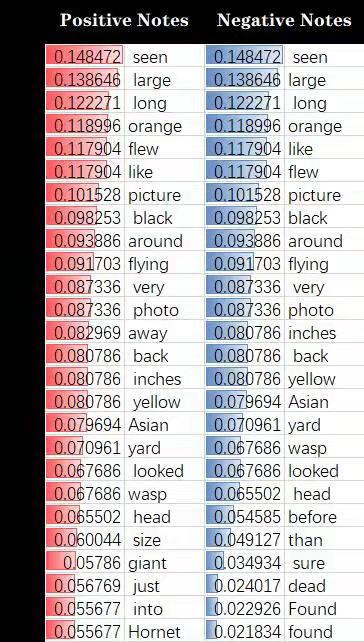 Positive Notes Negative Notes
0.148472 seen 0.148472 seen
0.138646 large 0.138646 large
0.122271 long 0.122271 long
0.118996 orange 0.118996 orange
0.117904 flew 0.117904 like
0.117904 like 0.117904 flew
0.101528 picture 0.101528 picture
0.098253 black 0.098253 black
0.093886 around 0.093886 around
0.091703 flying 0.091703 flying
0.087336 very 0.087336 very
0.087336 photo 0.087336 photo
0.082969 away 0.080786 inches
0.080786 back 0.080786 back
0.080786 inches 0.080786 yellow
0.080786 yellow 0.079694 Asian
0.079694 Asian 0.070961 yard
0.070961 yard 0.067686 wasp
0.067686 looked 0.067686 looked
0.067686 wasp 0.065502 head
0.065502 head 0.054585 before
0.060044 size 0.049127 than
0.05786 giant 0.034934 sure
0.056769 just 0.024017 dead
0.055677 into 0.022926 Found
0.055677 Hornet 0.021834 found